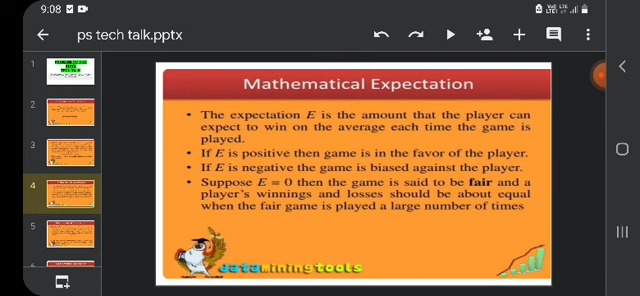 9:08
ps tech talk.pptx
1
2
3
4
5
Mathematical Expectation
• The expectation E is the amount that the player can
expect to win on the average each time the game is
played.
• If E is positive then game is in the favor of the player.
• If E is negative the game is biased against the player.
• Suppose E = 0 then the game is said to be fair and a
player's winnings and losses should be about equal
when the fair game is played a large number of times
dataminingtools